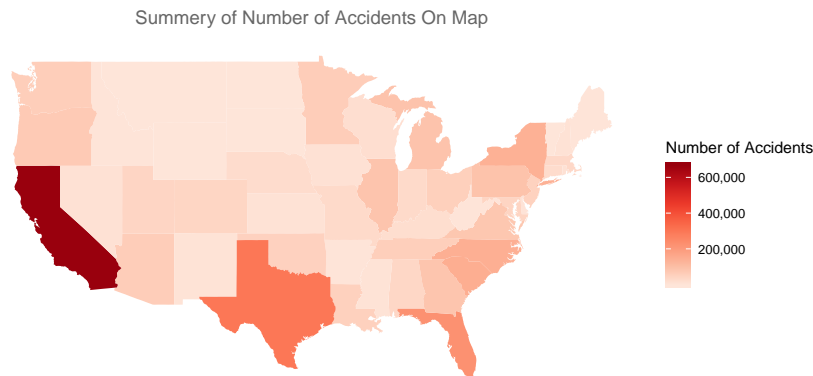 Summery of Number of Accidents On Map
Number of Accidents
600,000
400,000
200,000